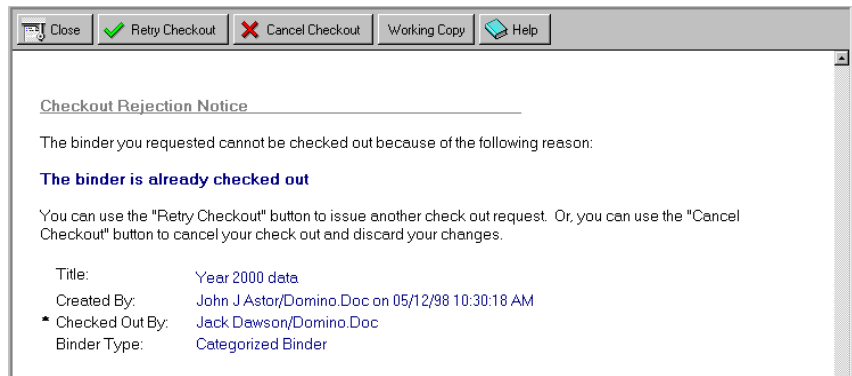 Close Retry Checkout Cancel Checkout Working Copy Help
Checkout Rejection Notice
The binder you requested cannot be checked out because of the following reason:
The binder is already checked out
You can use the "Retry Checkout" button to issue another check out request. Or, you can use the "Cancel
Checkout" button to cancel your check out and discard your changes.
Title: Year 2000 data
Created By: John J Astor/Domino.Doc on 05/12/98 10:30:18 AM
* Checked Out By: Jack Dawson/Domino.Doc
Binder Type: Categorized Binder